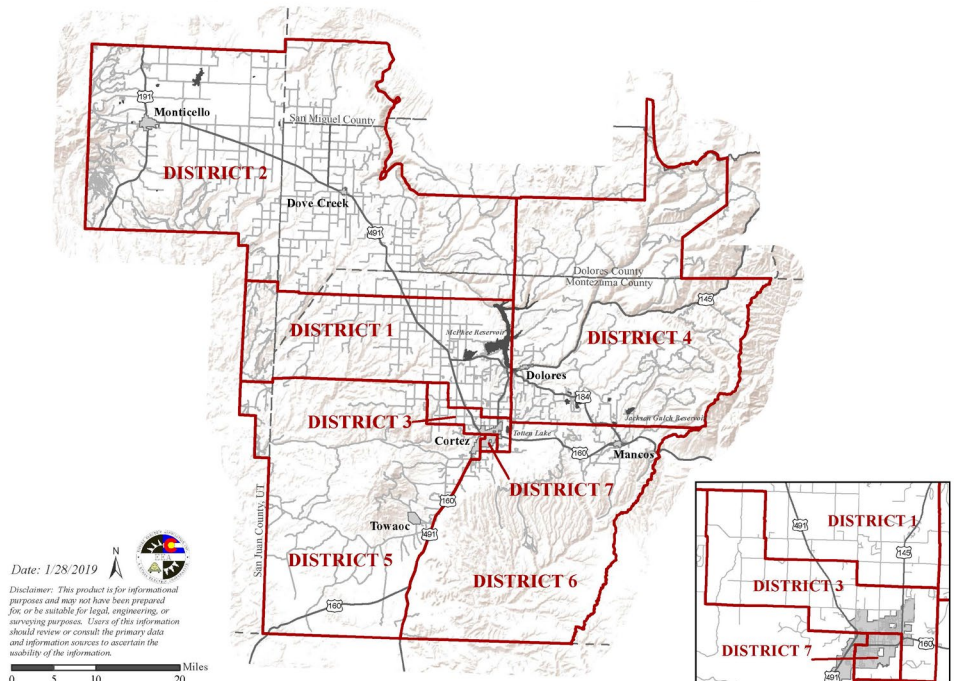 191
Monticello
San Miguel County
DISTRICT 2
Dove Creek
491
Dolores County
Montezuma County
145
DISTRICT 1
McPhee Reservoir
DISTRICT 4
Dolores
184
Jackson Gulch Reservoir
DISTRICT 3
Totten Lake
Cortez
160
Mancos
DISTRICT 7
160
Towaoc
491
San Juan County, UT
DISTRICT 5
DISTRICT 6
160
N
Date: 1/28/2019
Disclaimer: This product is for informational
purposes and may not have been prepared
for, or be suitable for legal, engineering, or
surveying purposes. Users of this information
should review or consult the primary data
and information sources to ascertain the
usability of the information.
Miles
0 5 10 20
491
DISTRICT 1
145
DISTRICT 3
160
DISTRICT 7
491